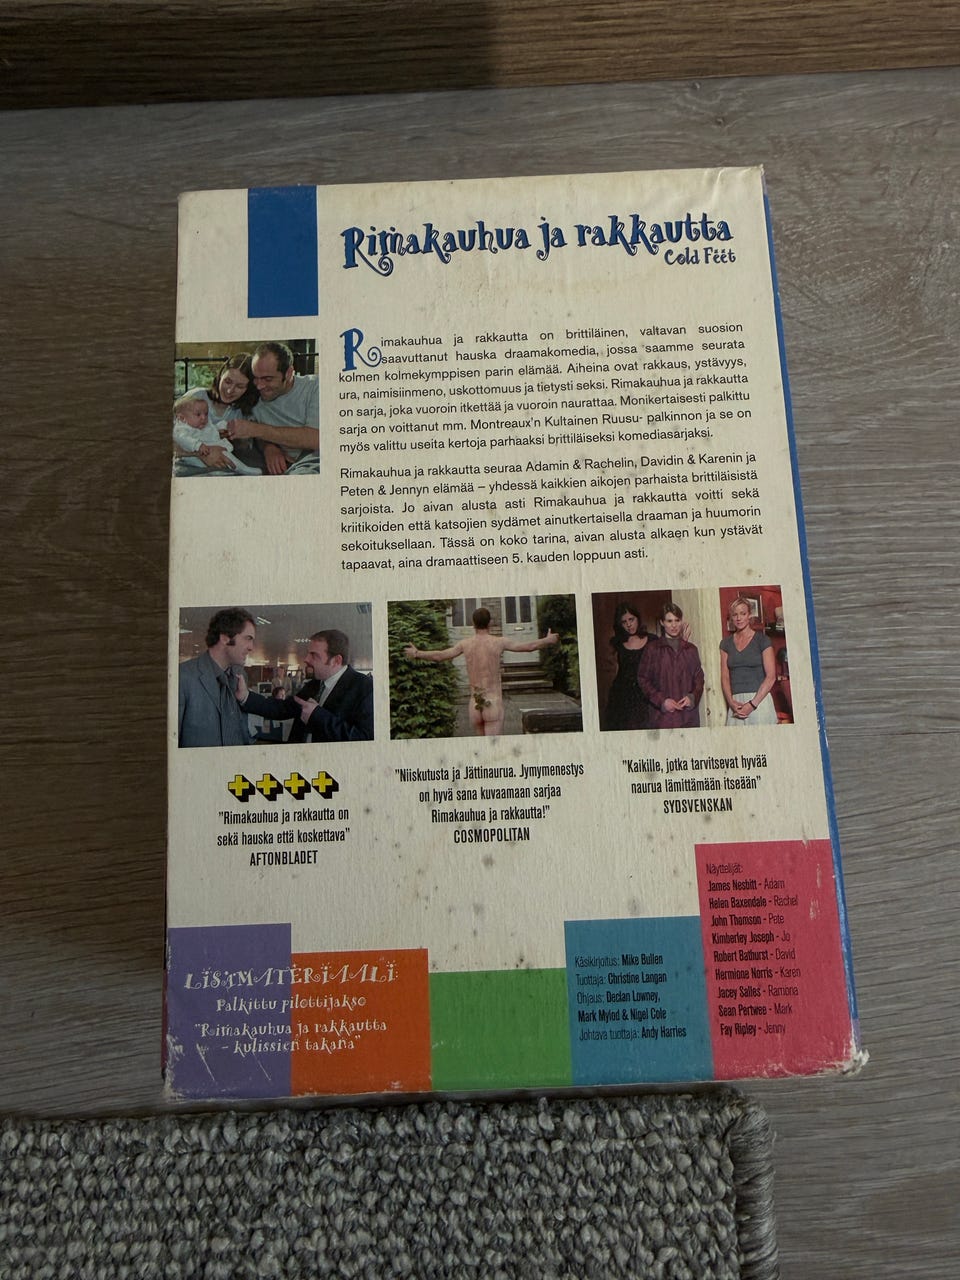 Rimakauhua ja rakkautta
Cold Feet
Rimakauhua ja rakkautta on brittiläinen, valtavan suosion
saavuttanut hauska draamakomedia, jossa saamme seurata
kolmen kolmekymppisen parin elämää. Aiheina ovat rakkaus, ystävyys,
ura, naimisiinmeno, uskottomuus ja tietysti seksi. Rimakauhua ja rakkautta
on sarja, joka vuoroin itkettää ja vuoroin naurattaa. Monikertaisesti palkittu
sarja on voittanut mm. Montreaux'n Kultainen Ruusu- palkinnon ja se on
myös valittu useita kertoja parhaaksi brittiläiseksi komediasarjaksi.
Rimakauhua ja rakkautta seuraa Adamin & Rachelin, Davidin & Karenin ja
Peten & Jennyn elämää – yhdessä kaikkien aikojen parhaista brittiläisistä
sarjoista. Jo aivan alusta asti Rimakauhua ja rakkautta voitti sekä
kriitikoiden että katsojien sydämet ainutkertaisella draaman ja huumorin
sekoituksellaan. Tässä on koko tarina, aivan alusta alkaen kun ystävät
tapaavat, aina dramaattiseen 5. kauden loppuun asti.
++++
"Rimakauhua ja rakkautta on
sekä hauska että koskettava"
AFTONBLADET
"Niiskutusta ja Jättinaurua. Jymymenestys
on hyvä sana kuvaamaan sarjaa
Rimakauhua ja rakkautta!"
COSMOPOLITAN
"Kaikille, jotka tarvitsevat hyvää
naurua lämittämään itseään"
SYDSVENSKAN
LISÄMATERIAALI:
Palkittu pilottijakso
"Rimakauhua ja rakkautta
- kulissien takana"
Käsikirjoitus: Mike Bullen
Tuottaja: Christine Langan
Ohjaus: Declan Lowney,
Mark Mylod & Nigel Cole
Johtava tuottaja: Andy Harries
Näyttelijät:
James Nesbitt - Adam
Helen Baxendale - Rachel
John Thomson - Pete
Kimberley Joseph - Jo
Robert Bathurst - David
Hermione Norris - Karen
Jacey Salles - Ramona
Sean Pertwee - Mark
Fay Ripley - Jenny